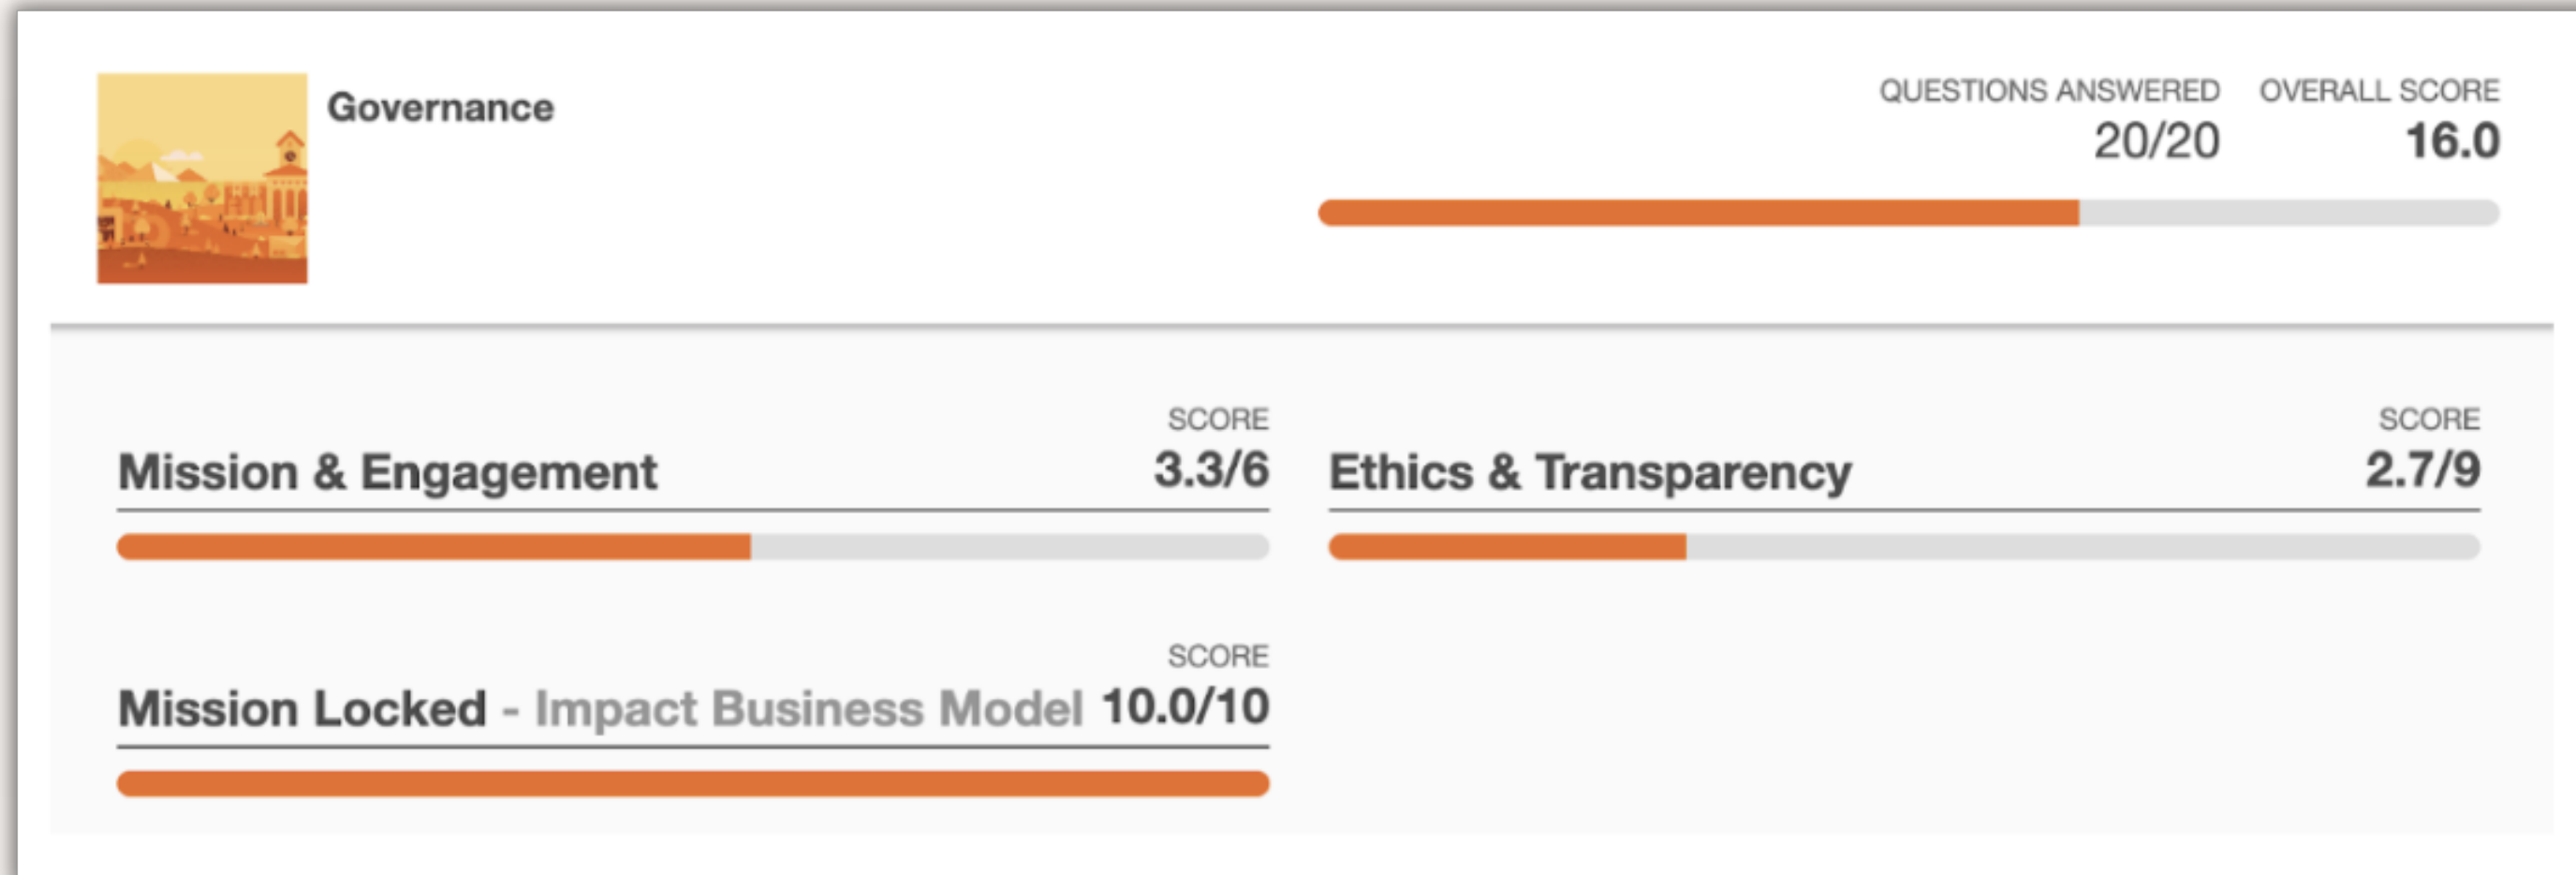 Governance
QUESTIONS ANSWERED
20/20
OVERALL SCORE
16.0
Mission & Engagement
SCORE
3.3/6
Ethics & Transparency
SCORE
2.7/9
Mission Locked - Impact Business Model
SCORE
10.0/10